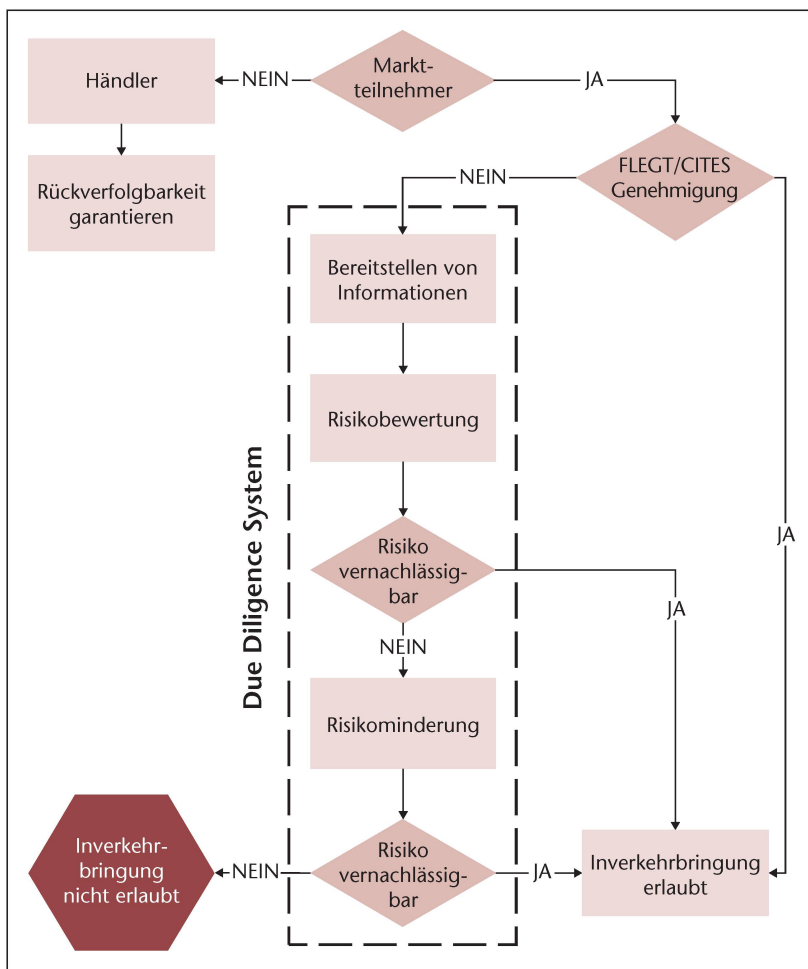 Markt-
teilnehmer
NEIN
JA
Händler
Rückverfolgbarkeit
garantieren
FLEGT/CITES
Genehmigung
NEIN
JA
Due Diligence System
Bereitstellen von
Informationen
Risikobewertung
Risiko
vernachlässig-
bar
JA
NEIN
Risikominderung
Risiko
vernachlässig-
bar
NEIN
JA
Inverkehr-
bringung
nicht erlaubt
Inverkehrbringung
erlaubt